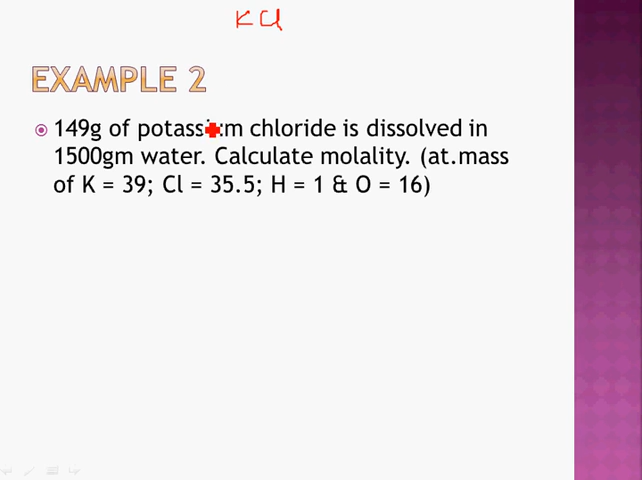 KCl
EXAMPLE 2
149g of potassium chloride is dissolved in
1500gm water. Calculate molality. (at.mass
of K = 39; Cl = 35.5; H = 1 & O = 16)